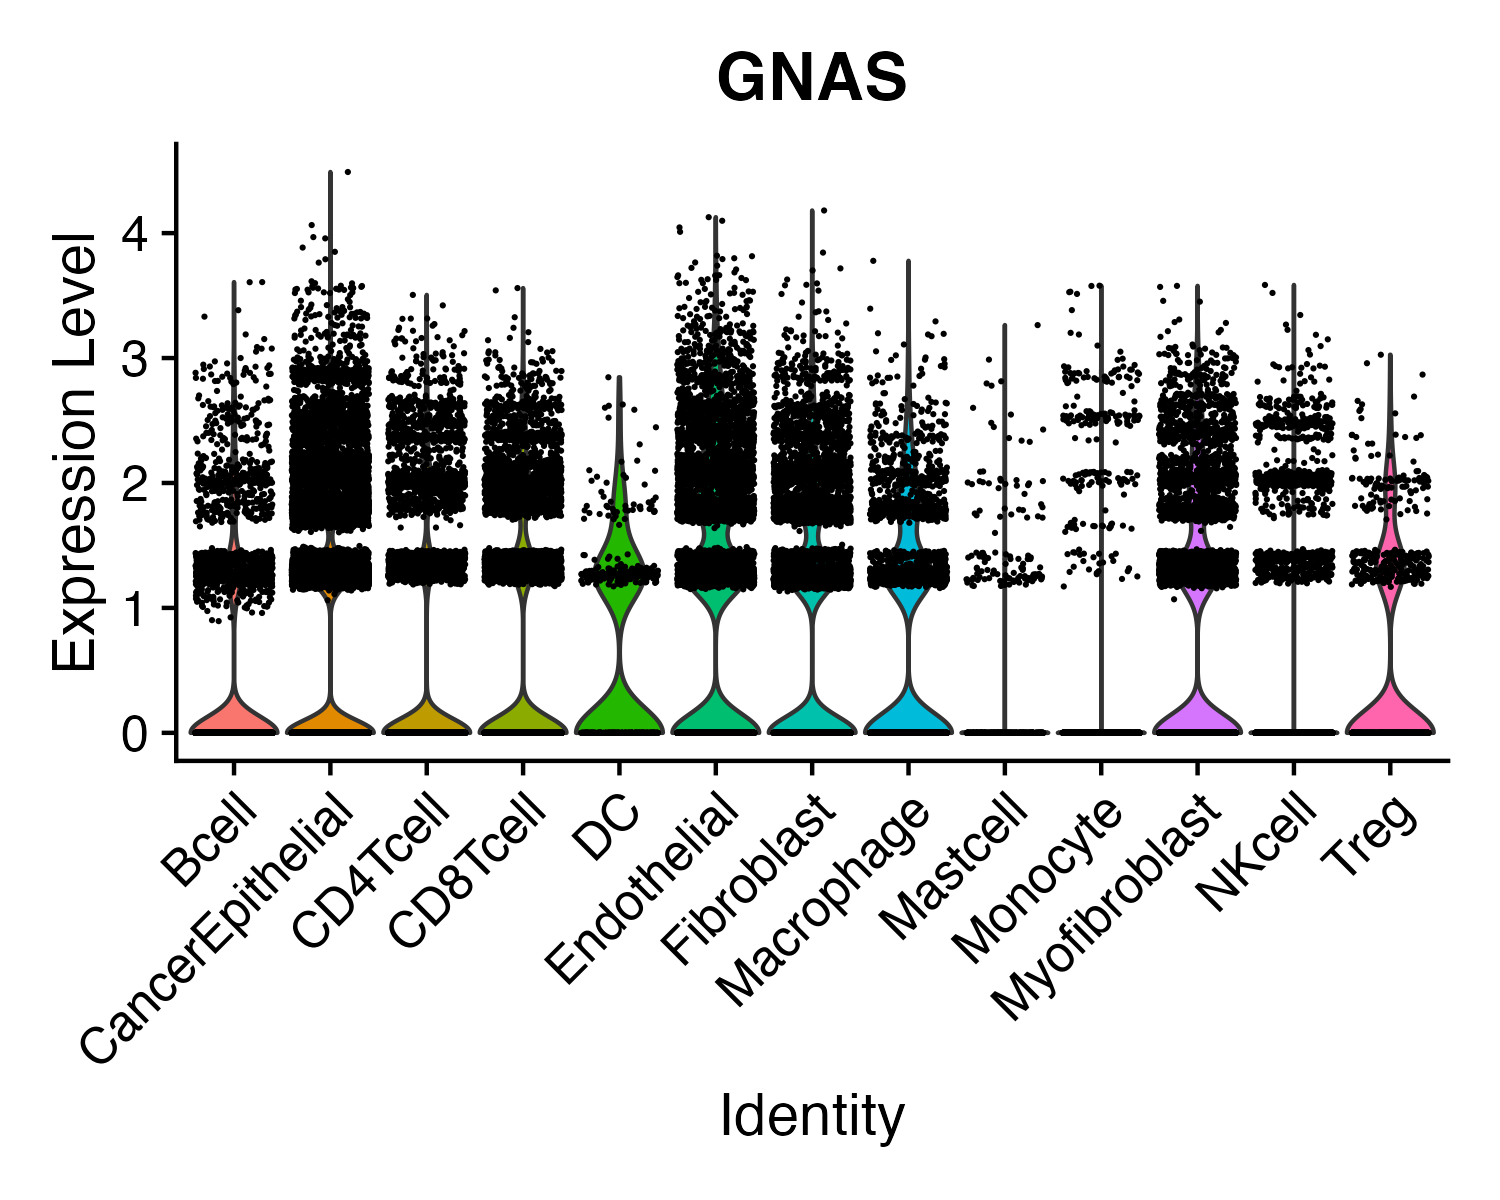 GNAS
Expression Level
4
3
2
1
0
Bcell
CancerEpithelial
CD4Tcell
CD8Tcell
DC
Endothelial
Fibroblast
Macrophage
Mastcell
Monocyte
Myofibroblast
NKcell
Treg
Identity